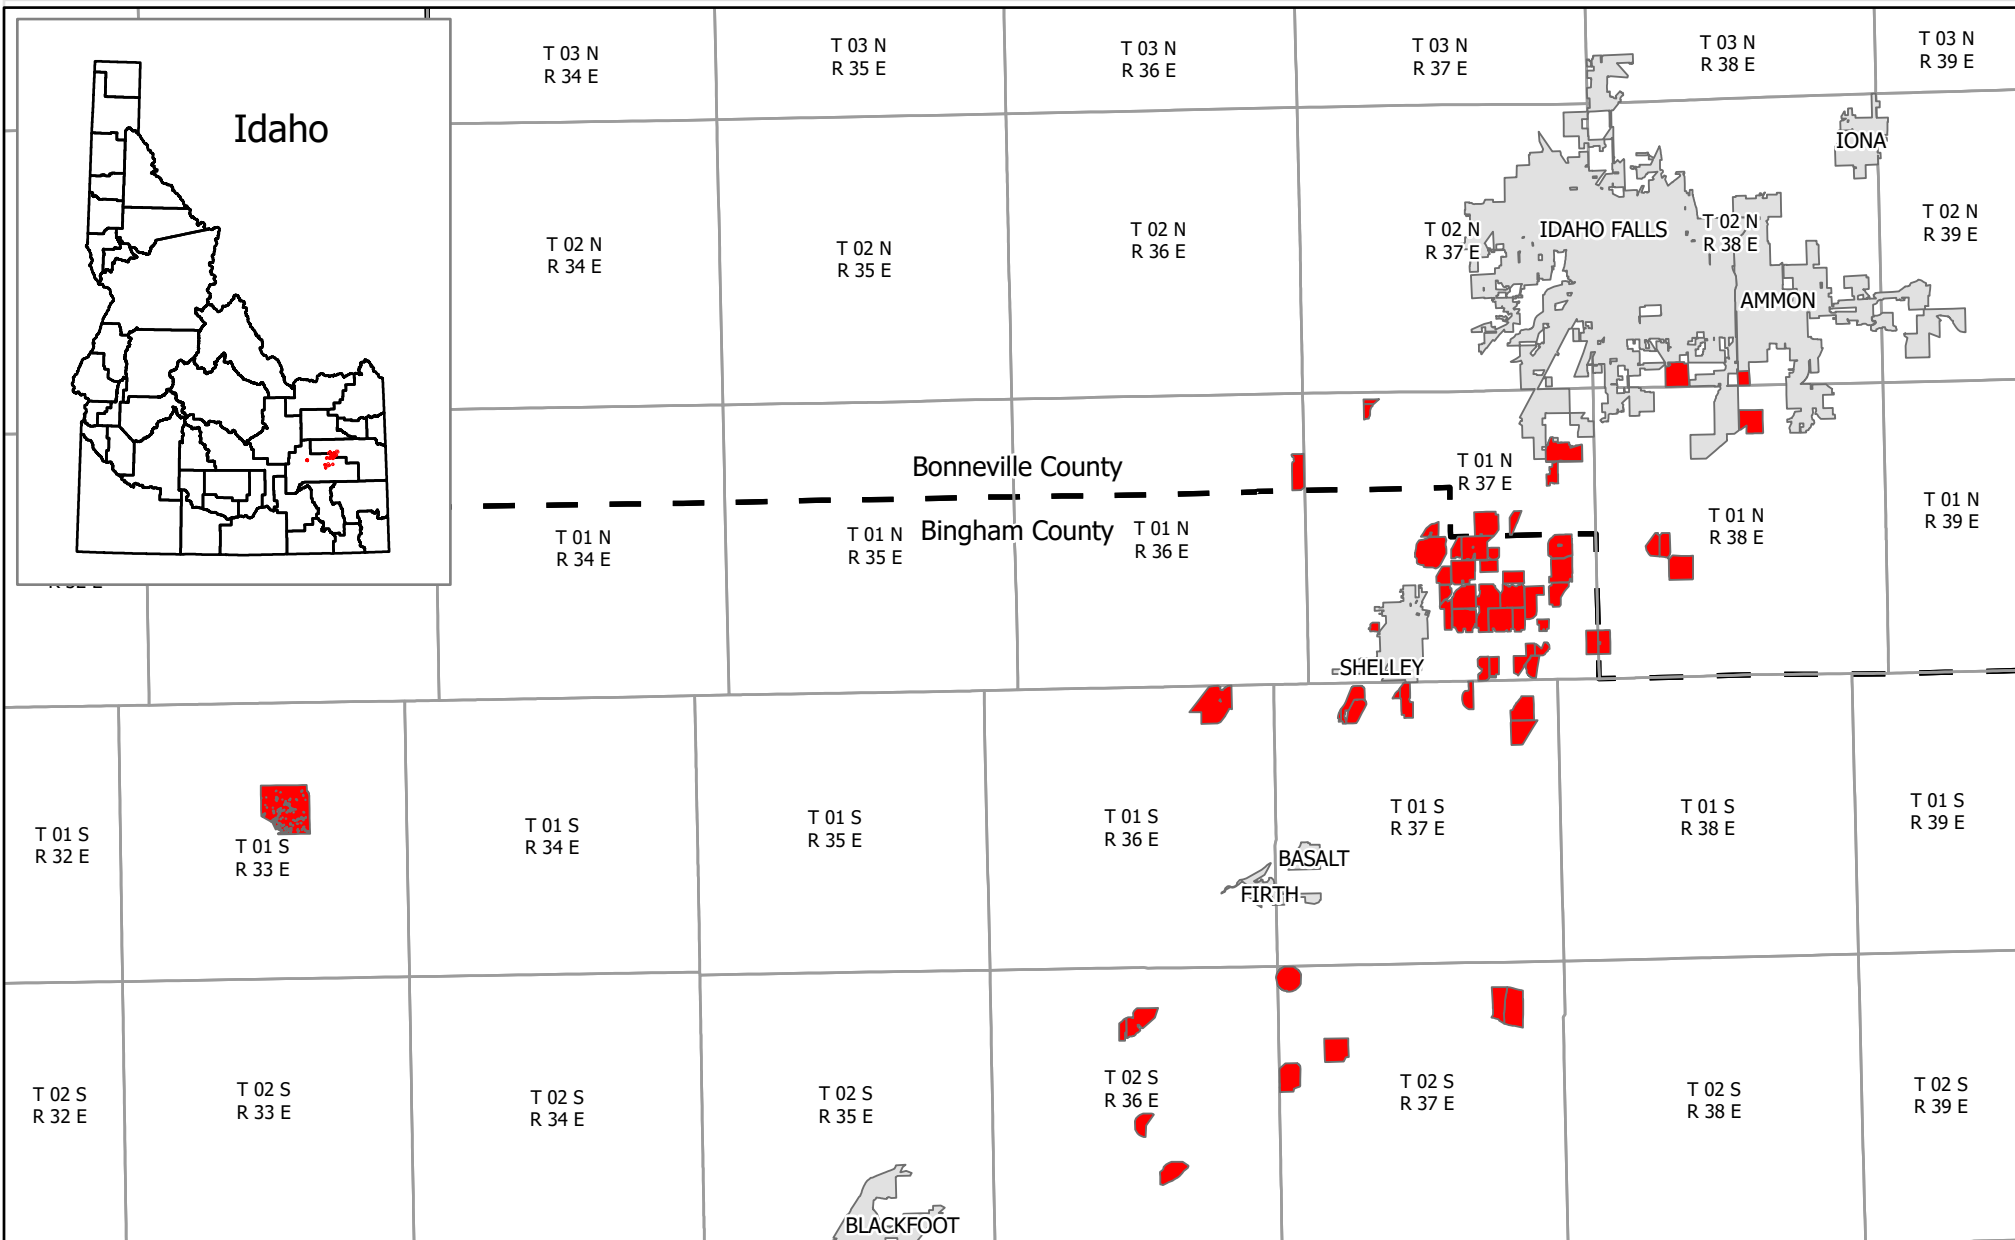 Idaho
T 03 N
R 34 E
T 03 N
R 35 E
T 03 N
R 36 E
T 03 N
R 37 E
T 03 N
R 38 E
T 03 N
R 39 E
IONA
T 02 N
R 34 E
T 02 N
R 35 E
T 02 N
R 36 E
T 02 N
R 37 E
IDAHO FALLS
T 02 N
R 38 E
T 02 N
R 39 E
AMMON
Bonneville County
Bingham County
T 01 N
R 34 E
T 01 N
R 35 E
T 01 N
R 36 E
T 01 N
R 37 E
T 01 N
R 38 E
T 01 N
R 39 E
SHELLEY
T 01 S
R 32 E
T 01 S
R 33 E
T 01 S
R 34 E
T 01 S
R 35 E
T 01 S
R 36 E
T 01 S
R 37 E
T 01 S
R 38 E
T 01 S
R 39 E
BASALT
FIRTH
T 02 S
R 32 E
T 02 S
R 33 E
T 02 S
R 34 E
T 02 S
R 35 E
T 02 S
R 36 E
T 02 S
R 37 E
T 02 S
R 38 E
T 02 S
R 39 E
BLACKFOOT